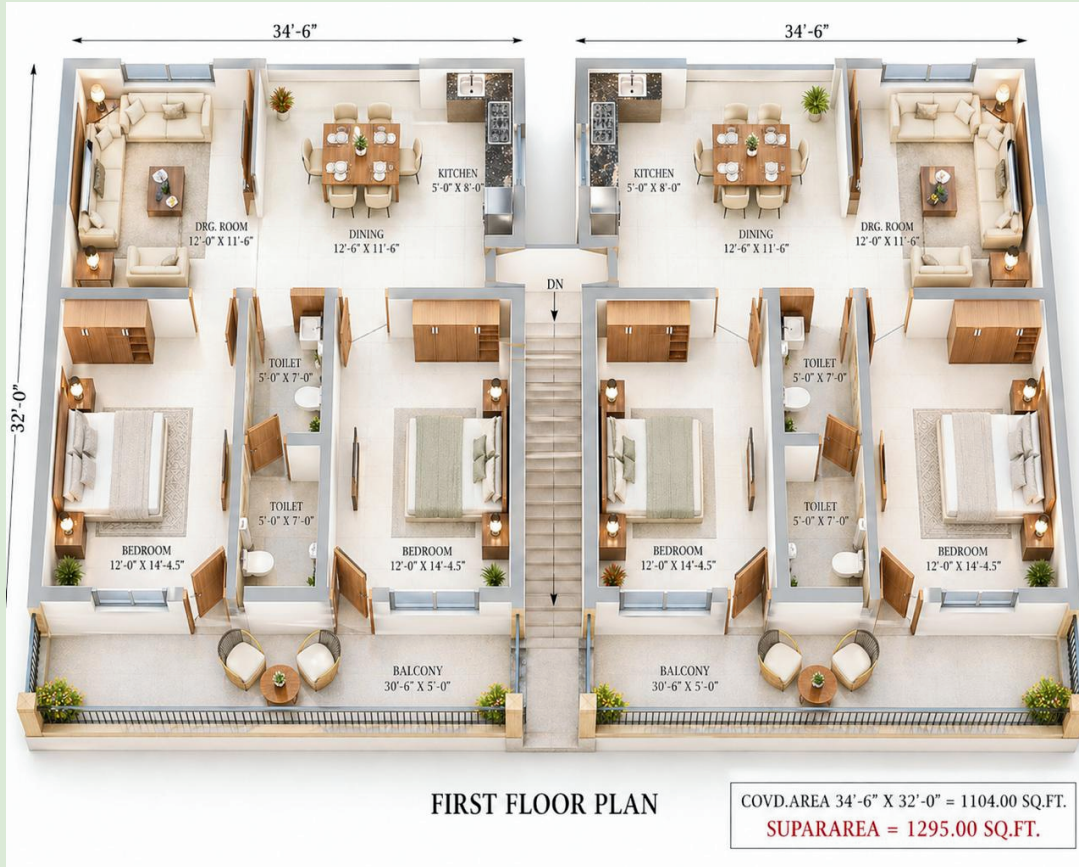 34'-6"
34'-6"
32'-0"
KITCHEN
5'-0" X 8'-0"
KITCHEN
5'-0" X 8'-0"
DRG. ROOM
12'-0" X 11'-6"
DINING
12'-6" X 11'-6"
DINING
12'-6" X 11'-6"
DRG. ROOM
12'-0" X 11'-6"
DN
TOILET
5'-0" X 7'-0"
TOILET
5'-0" X 7'-0"
TOILET
5'-0" X 7'-0"
TOILET
5'-0" X 7'-0"
BEDROOM
12'-0" X 14'-4.5"
BEDROOM
12'-0" X 14'-4.5"
BEDROOM
12'-0" X 14'-4.5"
BEDROOM
12'-0" X 14'-4.5"
BALCONY
30'-6" X 5'-0"
BALCONY
30'-6" X 5'-0"
FIRST FLOOR PLAN
COVD.AREA 34'-6" X 32'-0" = 1104.00 SQ.FT.
SUPARAREA = 1295.00 SQ.FT.